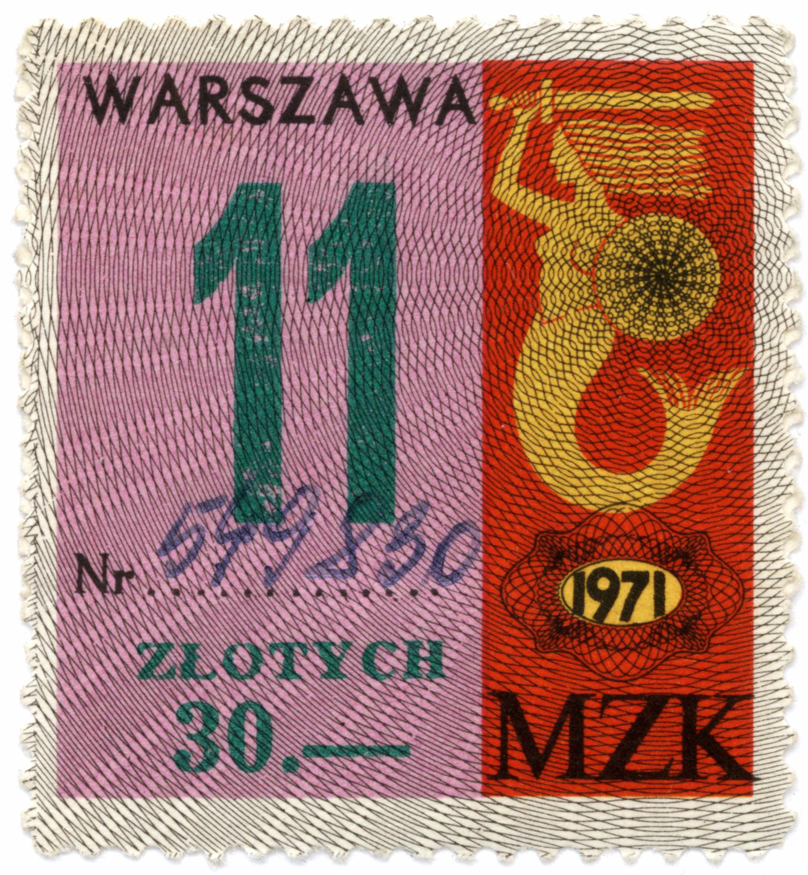 WARSZAWA
11
Nr 549830
ZŁOTYCH
30.—
1971
MZK